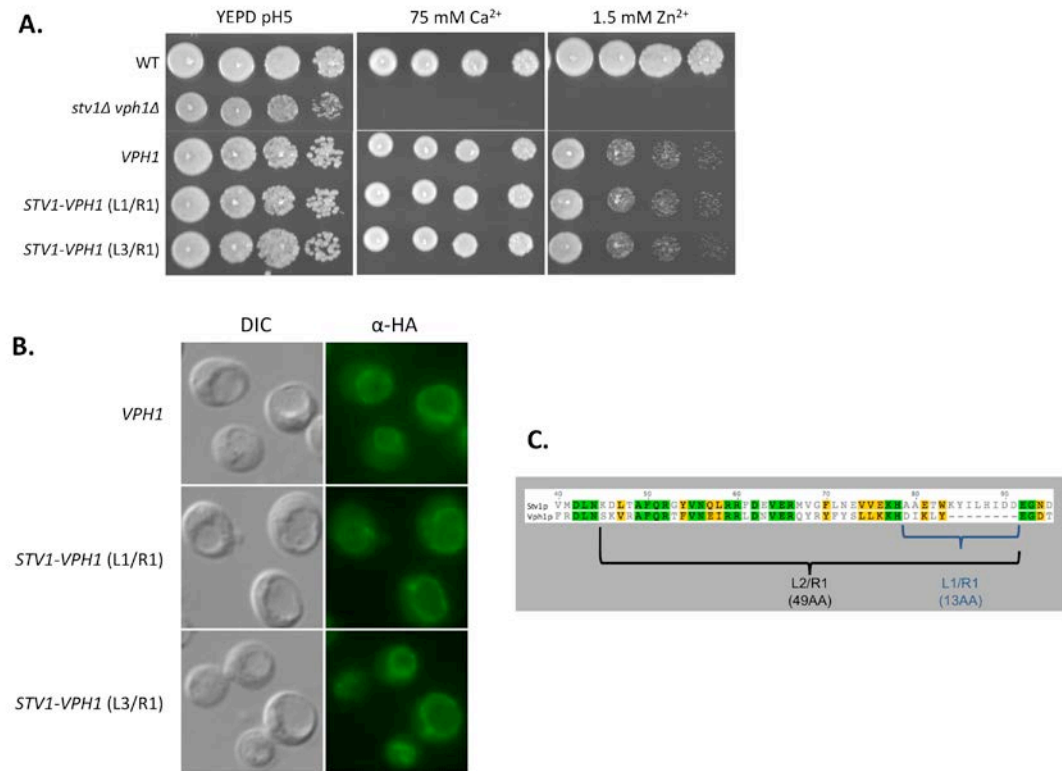 A.
YEPD pH5
75 mM Ca²⁺
1.5 mM Zn²⁺
WT
stv1Δ vph1Δ
VPH1
STV1-VPH1 (L1/R1)
STV1-VPH1 (L3/R1)
B.
DIC
α-HA
VPH1
STV1-VPH1 (L1/R1)
STV1-VPH1 (L3/R1)
C.
40 50 60 70 80 90
Stv1p
Vph1p
L2/R1
(49AA)
L1/R1
(13AA)